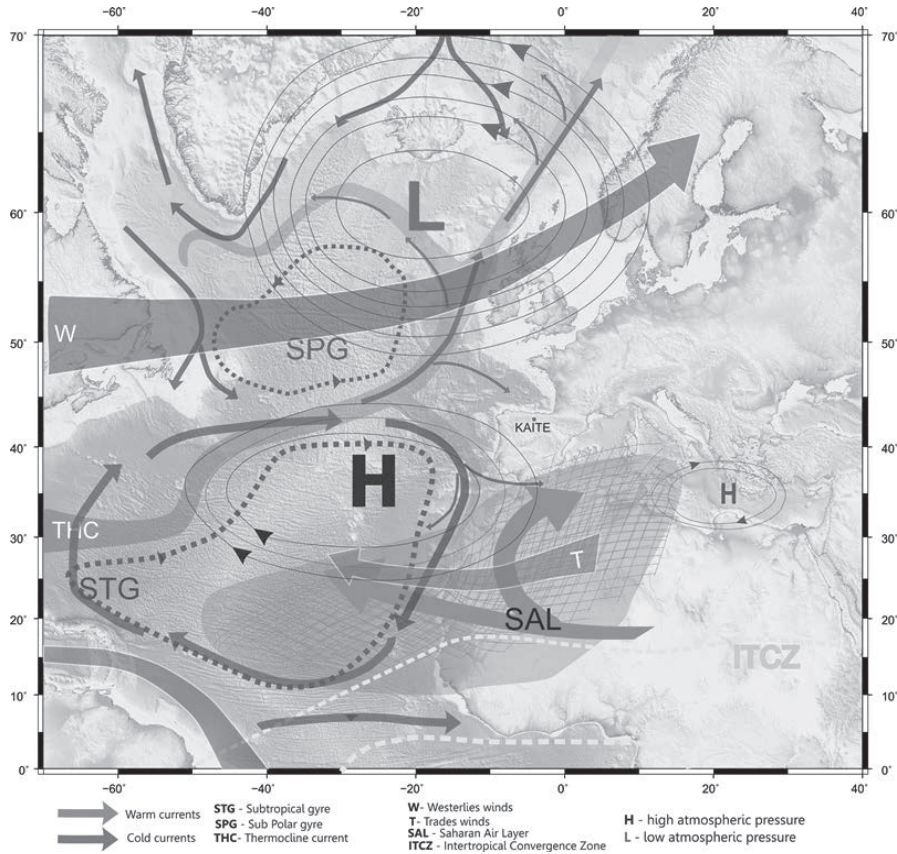 −60˚ −40˚ −20˚ 0˚ 20˚ 40˚
70˚ 70˚
60˚ L 60˚
W
50˚ SPG 50˚
KAITE
40˚ 40˚
H H
THC
30˚ 30˚
T
STG
20˚ SAL 20˚
ITCZ
10˚ 10˚
0˚ 0˚
−60˚ −40˚ −20˚ 0˚ 20˚ 40˚
Warm currents
Cold currents
STG - Subtropical gyre
SPG - Sub Polar gyre
THC- Thermocline current
W- Westerlies winds
T- Trades winds
SAL - Saharan Air Layer
ITCZ - Intertropical Convergence Zone
H - high atmospheric pressure
L - low atmospheric pressure